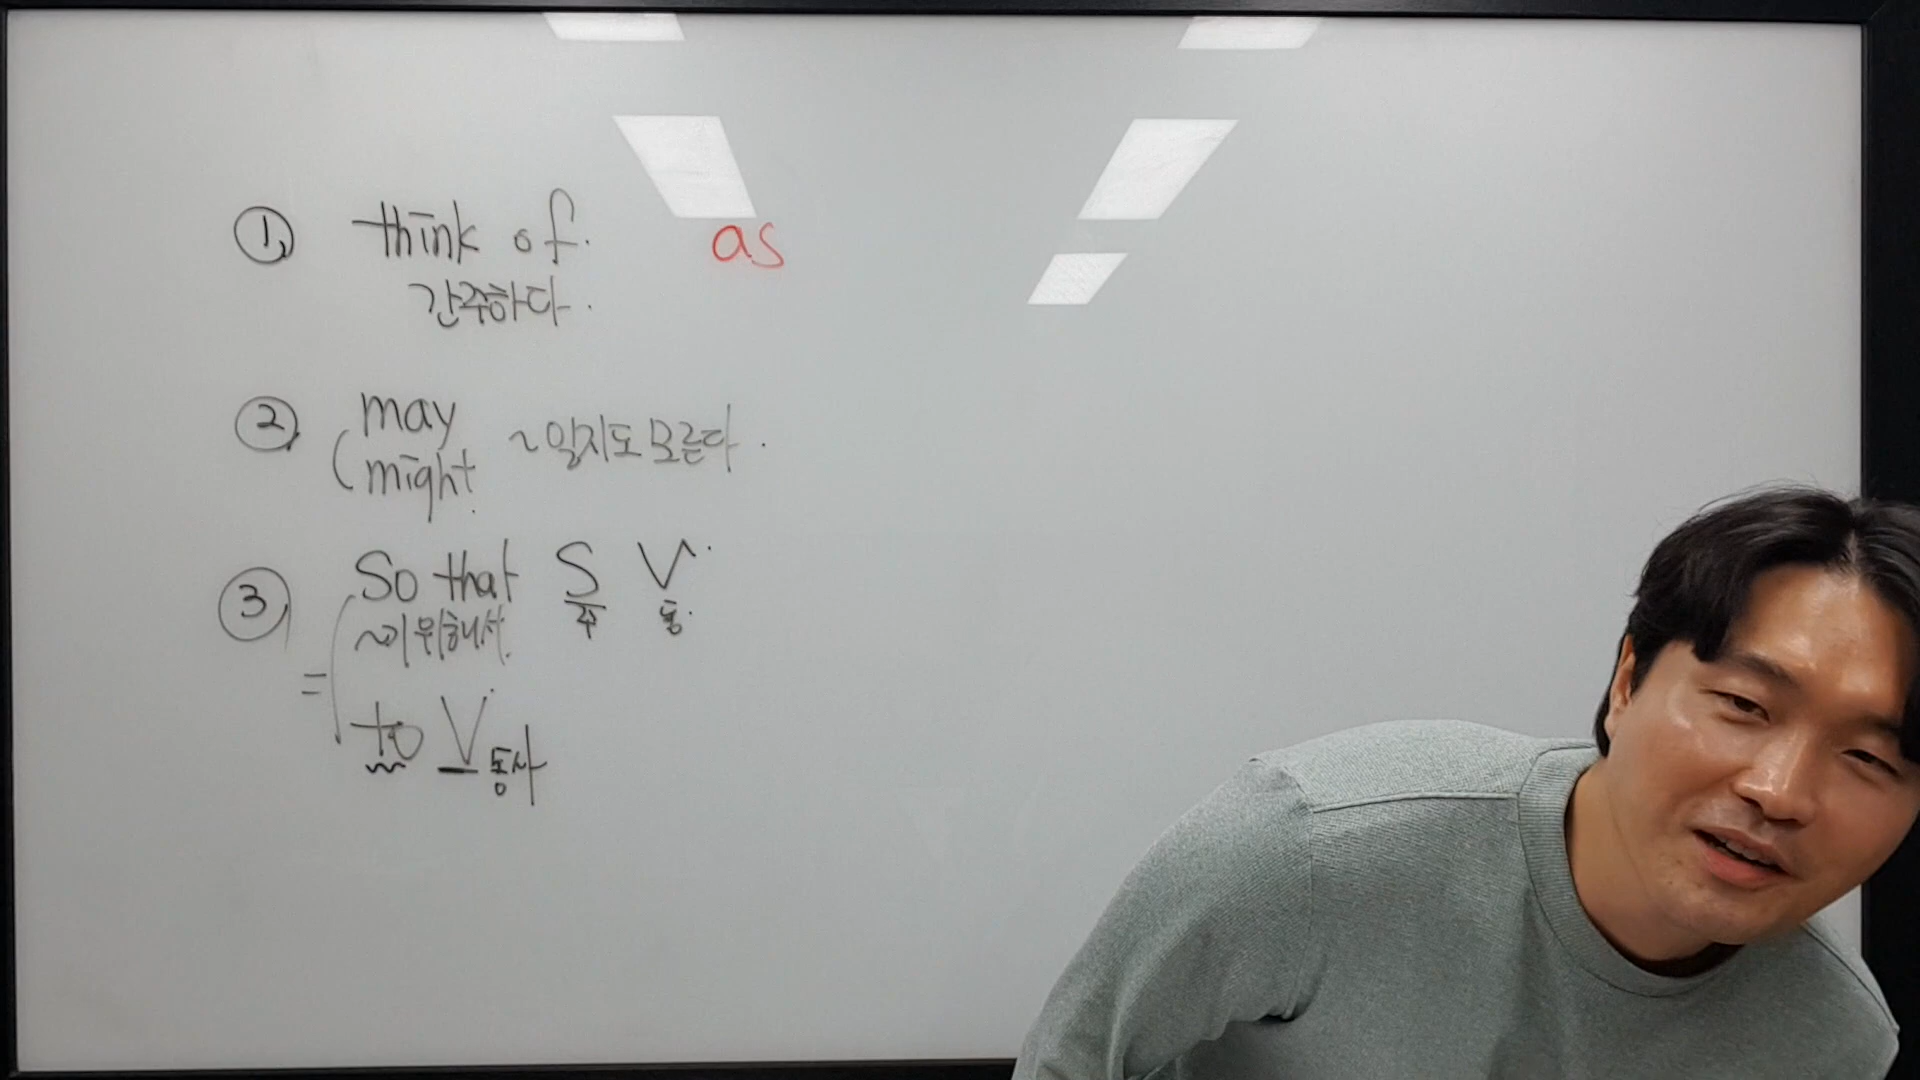 ① think of. as
간주하다.
② may
might. ~일지도 모른다.
③ So that S V.
~기 위해서. 주 동.
= to V 동사